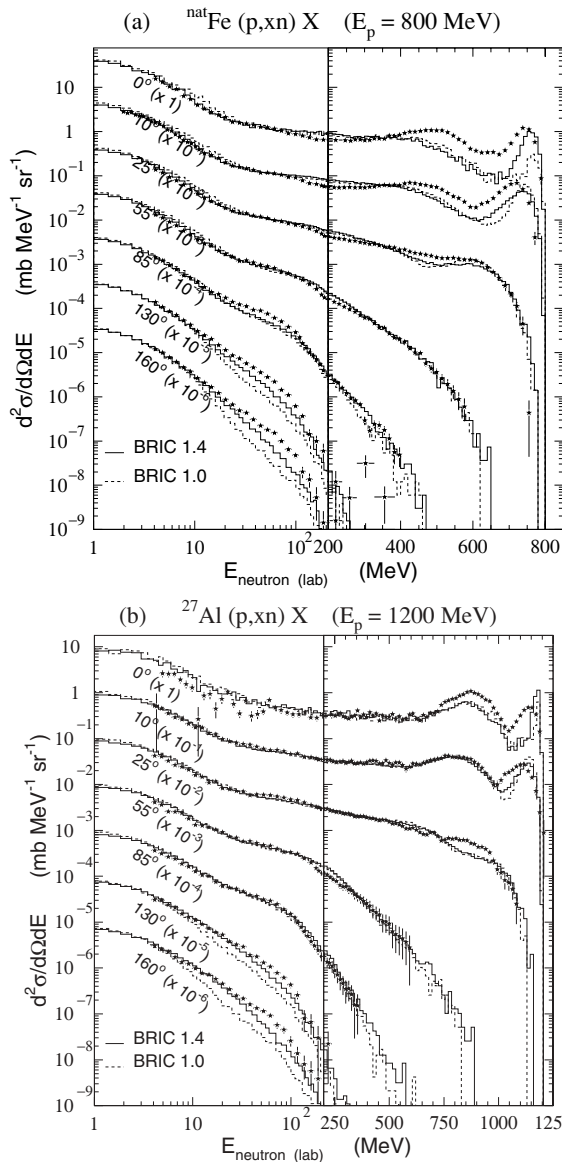 (a) ⁿᵃᵗFe (p,xn) X (Eₚ = 800 MeV)
d²σ/dΩdE (mb MeV⁻¹ sr⁻¹)
10
1
10⁻¹
10⁻²
10⁻³
10⁻⁴
10⁻⁵
10⁻⁶
10⁻⁷
10⁻⁸
10⁻⁹
0° (x 1)
10° (x 10⁻¹)
25° (x 10⁻²)
55° (x 10⁻³)
85° (x 10⁻⁴)
130° (x 10⁻⁵)
160° (x 10⁻⁶)
BRIC 1.4
BRIC 1.0
1 10 10² 200 400 600 800
E neutron (lab) (MeV)
(b) ²⁷Al (p,xn) X (Eₚ = 1200 MeV)
d²σ/dΩdE (mb MeV⁻¹ sr⁻¹)
10
1
10⁻¹
10⁻²
10⁻³
10⁻⁴
10⁻⁵
10⁻⁶
10⁻⁷
10⁻⁸
10⁻⁹
0° (x 1)
10° (x 10⁻¹)
25° (x 10⁻²)
55° (x 10⁻³)
85° (x 10⁻⁴)
130° (x 10⁻⁵)
160° (x 10⁻⁶)
BRIC 1.4
BRIC 1.0
1 10 10² 250 500 750 1000 125
E neutron (lab) (MeV)